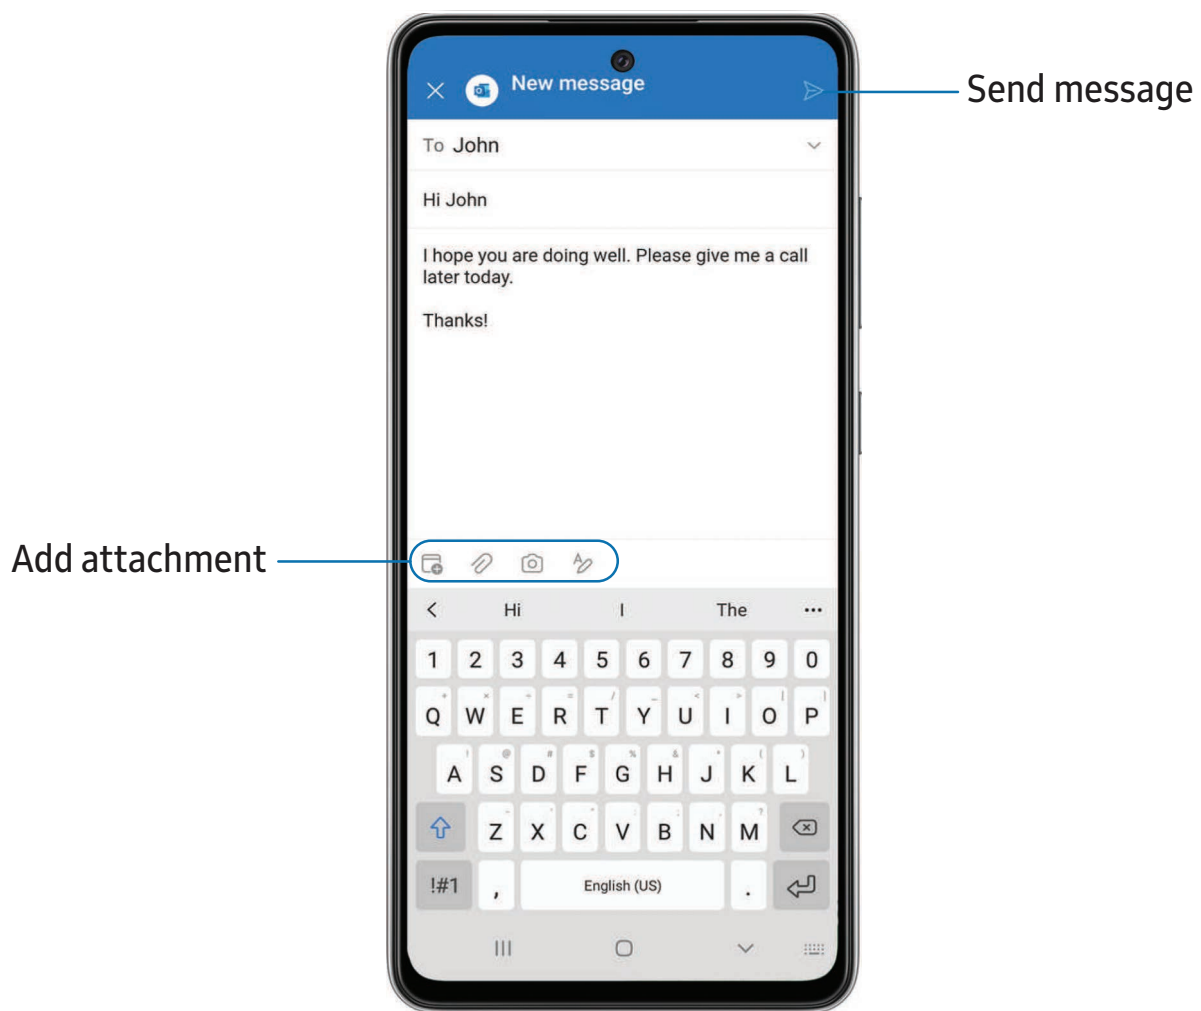 New message
Send message
To John
Hi John
I hope you are doing well. Please give me a call
later today.
Thanks!
Add attachment
Hi I The
1 2 3 4 5 6 7 8 9 0
Q W E R T Y U I O P
A S D F G H J K L
Z X C V B N M
!#1 , English (US) .